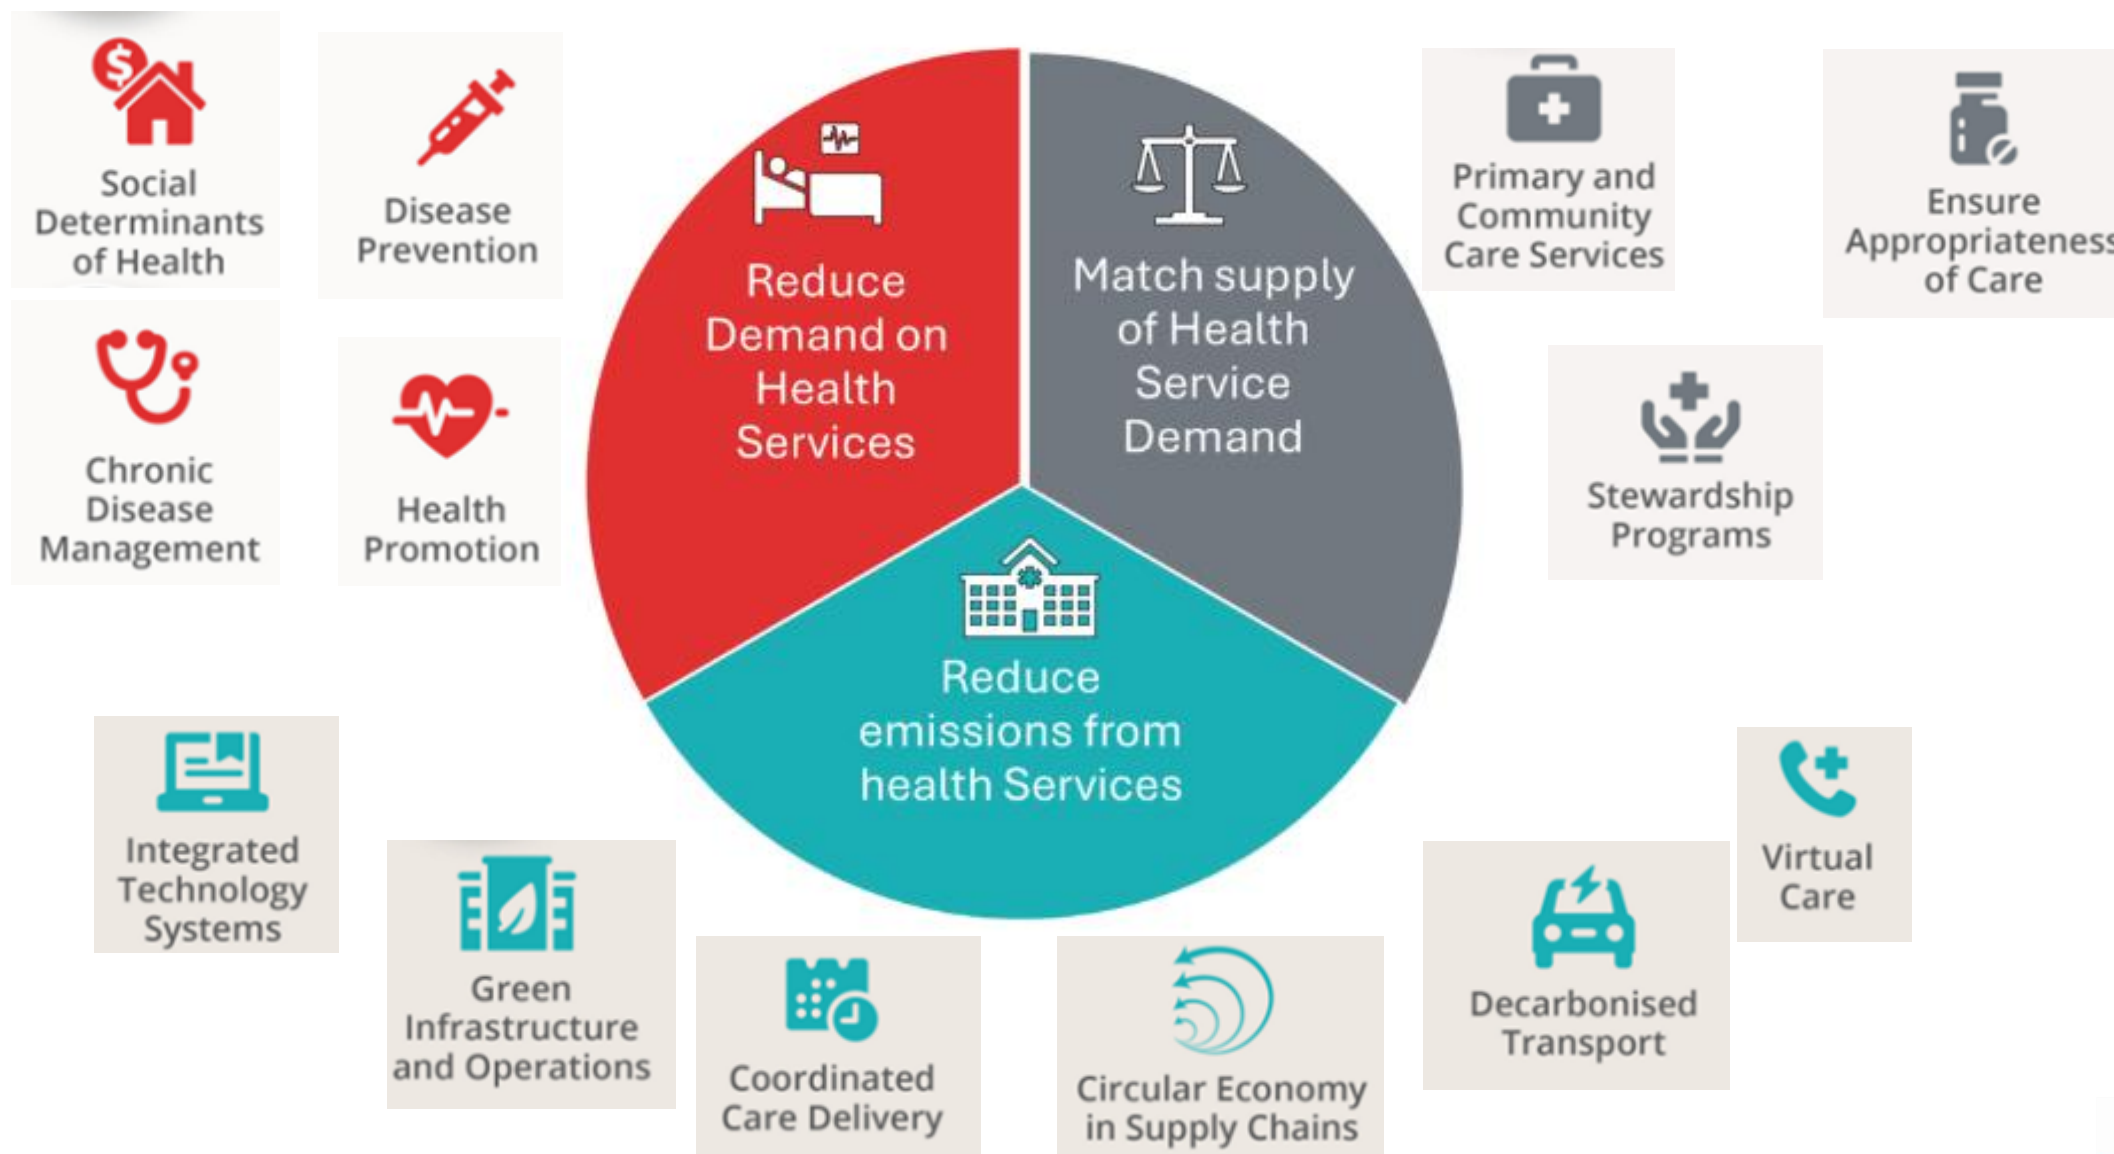 $
Social
Determinants
of Health
Disease
Prevention
Chronic
Disease
Management
Health
Promotion
Reduce
Demand on
Health
Services
Match supply
of Health
Service
Demand
Primary and
Community
Care Services
Ensure
Appropriateness
of Care
Stewardship
Programs
Reduce
emissions from
health Services
Integrated
Technology
Systems
Green
Infrastructure
and Operations
Coordinated
Care Delivery
Circular Economy
in Supply Chains
Decarbonised
Transport
Virtual
Care